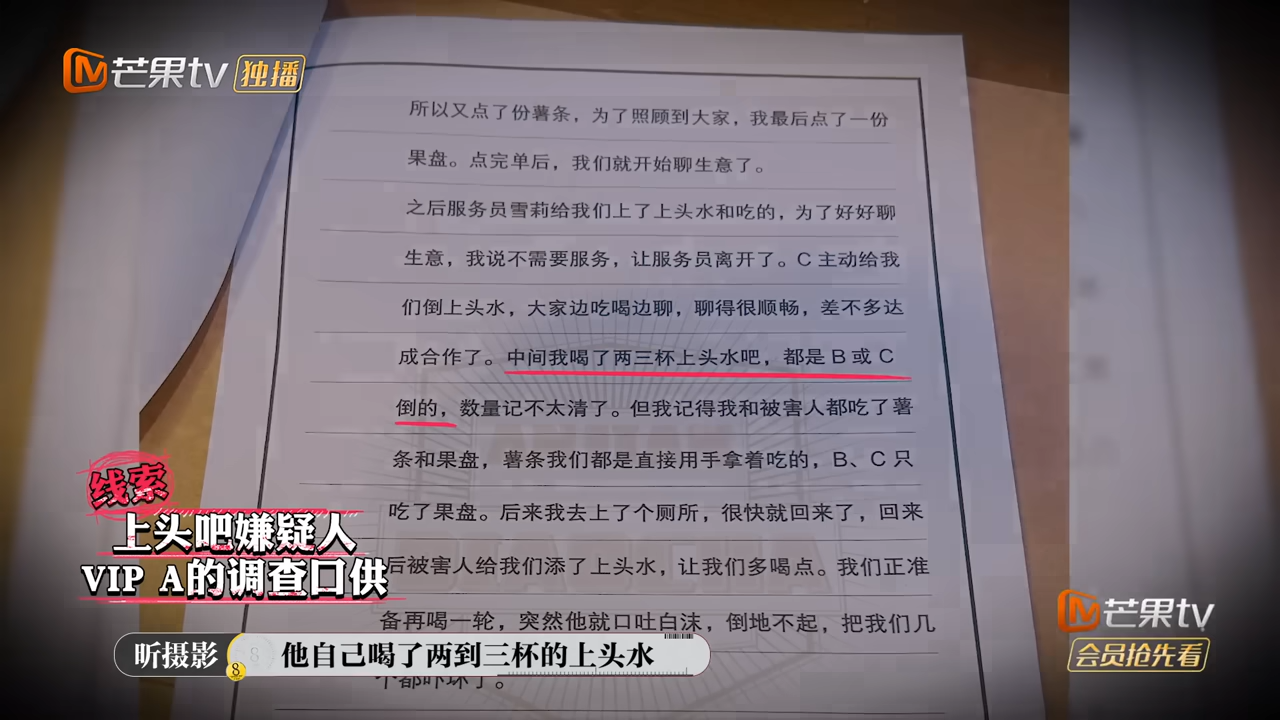 芒果tv 独播
所以又点了份薯条，为了照顾到大家，我最后点了一份
果盘。点完单后，我们就开始聊生意了。
之后服务员雪莉给我们上了上头水和吃的，为了好好聊
生意，我说不需要服务，让服务员离开了。C 主动给我
们倒上头水，大家边吃喝边聊，聊得很顺畅，差不多达
成合作了。中间我喝了两三杯上头水吧，都是 B 或 C
倒的，数量记不太清了。但我记得我和被害人都吃了薯
条和果盘，薯条我们都是直接用手拿着吃的，B、C 只
吃了果盘。后来我去上了个厕所，很快就回来了，回来
后被害人给我们添了上头水，让我们多喝点。我们正准
备再喝一轮，突然他就口吐白沫，倒地不起，把我们几
个都吓坏了。
线索
上头吧嫌疑人
VIP A的调查口供
芒果tv
会员抢先看
昕摄影 8 他自己喝了两到三杯的上头水